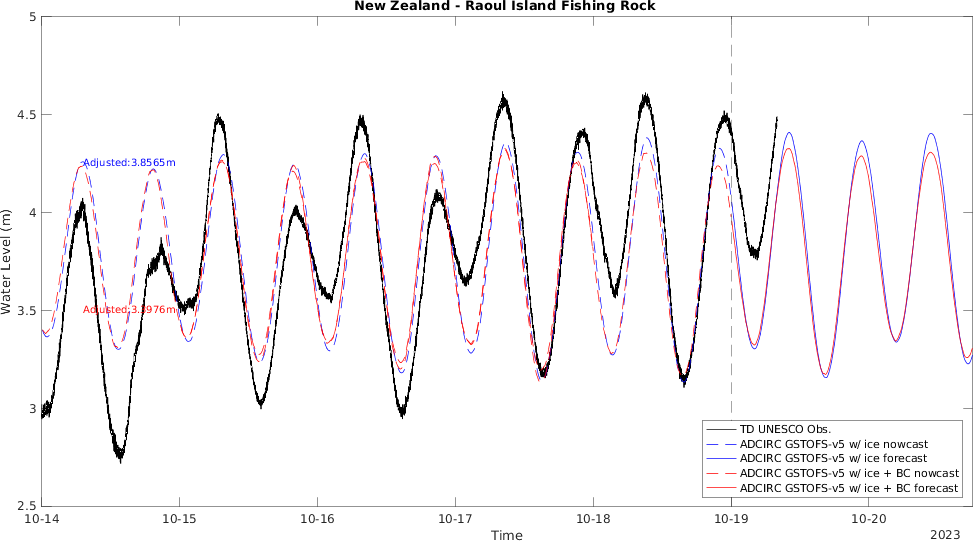 New Zealand - Raoul Island Fishing Rock
5
4.5
4
3.5
3
2.5
Water Level (m)
Adjusted:3.8565m
10-14
10-15
10-16
10-17
10-18
10-19
10-20
2023
Time
TD UNESCO Obs.
ADCIRC GSTOFS-v5 w/ ice nowcast
ADCIRC GSTOFS-v5 w/ ice forecast
ADCIRC GSTOFS-v5 w/ ice + BC nowcast
ADCIRC GSTOFS-v5 w/ ice + BC forecast